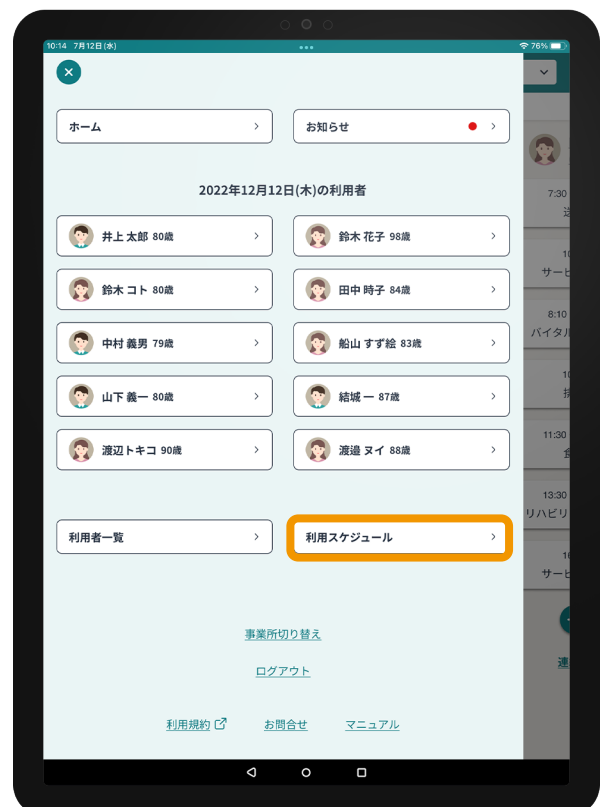 10:14 7月12日(水)
76%
ホーム
お知らせ
2022年12月12日(木)の利用者
井上 太郎 80歳
鈴木 花子 98歳
鈴木 コト 80歳
田中 時子 84歳
中村 義男 79歳
船山 すず絵 83歳
山下 義一 80歳
結城 一 87歳
渡辺トキコ 90歳
渡邉 ヌイ 88歳
利用者一覧
利用スケジュール
事業所切り替え
ログアウト
利用規約
お問合せ
マニュアル
7:30
サービ
8:10
バイタル
11:30
13:30
リハビリ
サービ